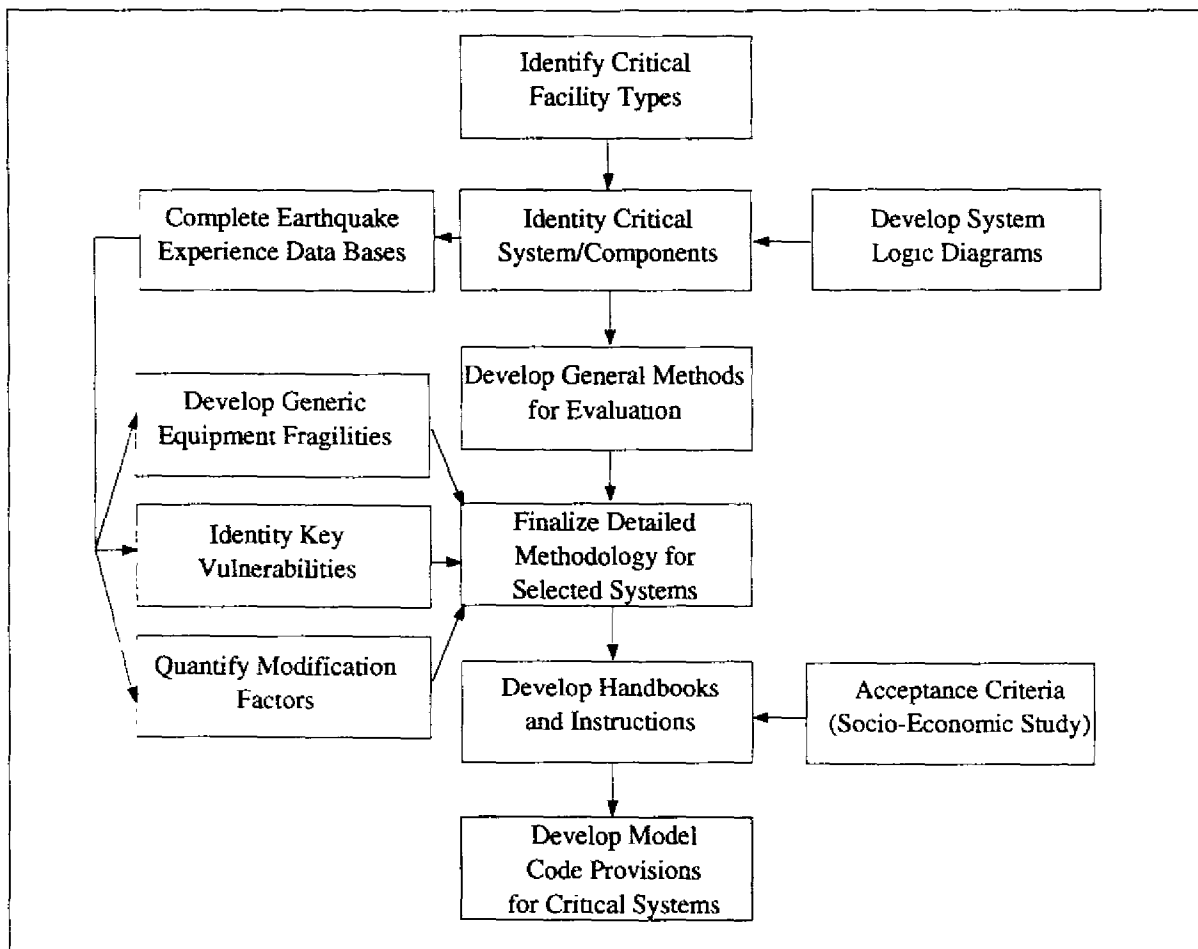 Identify Critical
Facility Types
Complete Earthquake
Experience Data Bases
Identity Critical
System/Components
Develop System
Logic Diagrams
Develop General Methods
for Evaluation
Develop Generic
Equipment Fragilities
Identity Key
Vulnerabilities
Finalize Detailed
Methodology for
Selected Systems
Quantify Modification
Factors
Develop Handbooks
and Instructions
Acceptance Criteria
(Socio-Economic Study)
Develop Model
Code Provisions
for Critical Systems